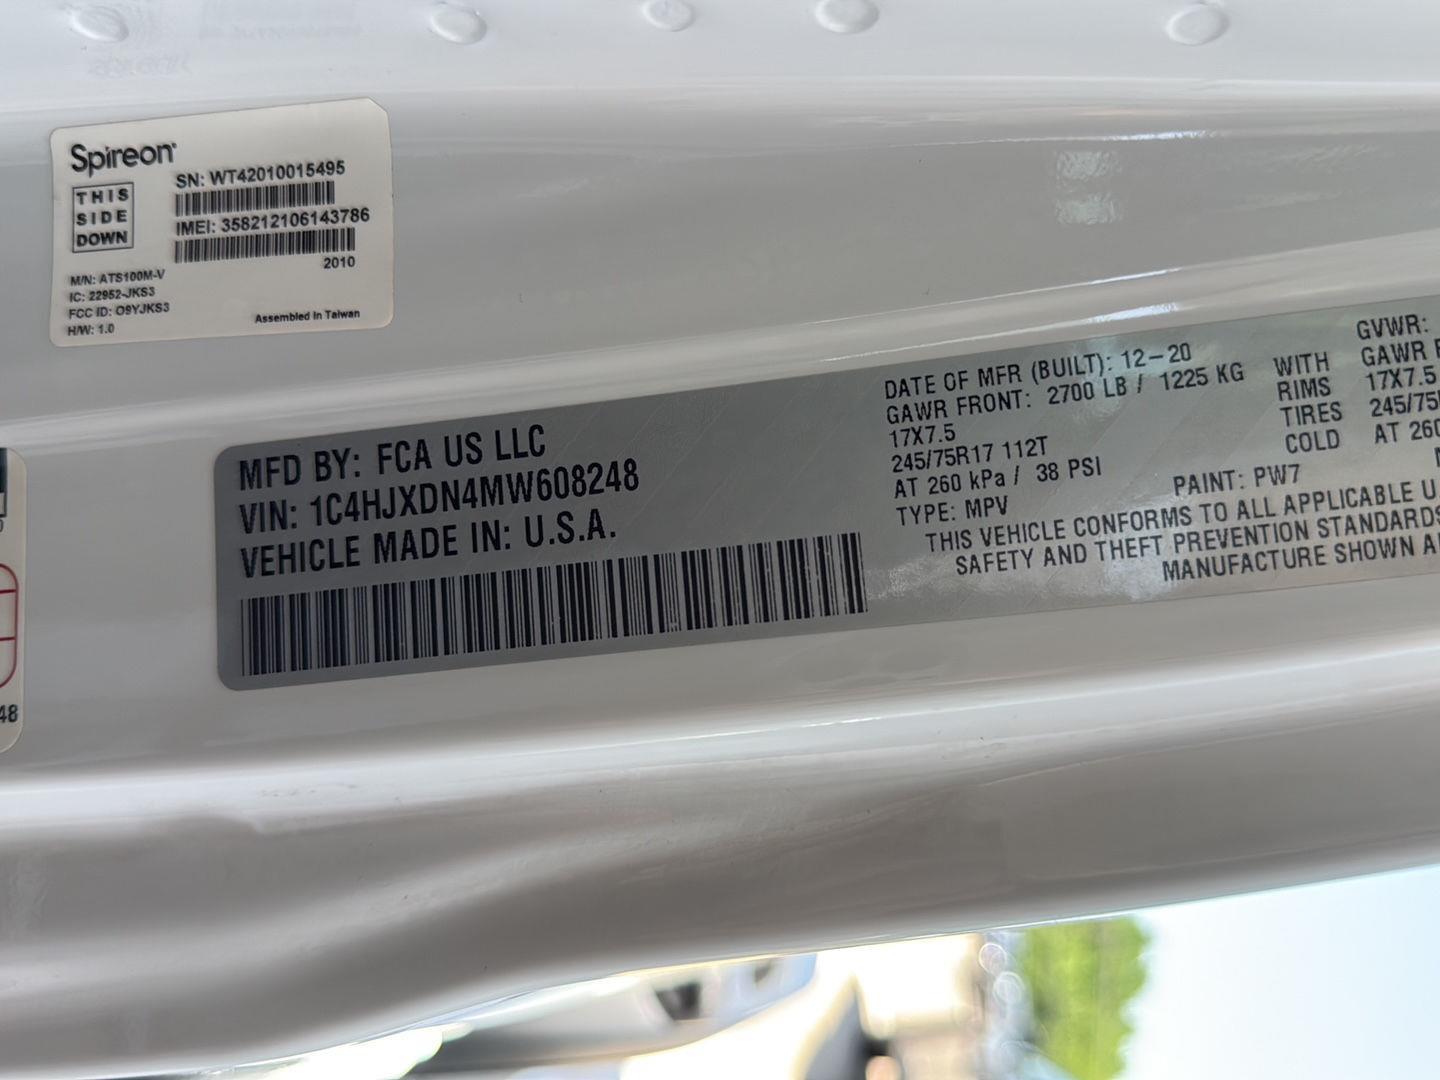 Spireon
THIS
SIDE
DOWN
SN: WT42010015495
IMEI: 358212106143786
2010
M/N: ATS100M-V
IC: 22952-JKS3
FCC ID: O9YJKS3
H/W: 1.0
Assembled in Taiwan
48
MFD BY: FCA US LLC
VIN: 1C4HJXDN4MW608248
VEHICLE MADE IN: U.S.A.
DATE OF MFR (BUILT): 12-20
GAWR FRONT: 2700 LB / 1225 KG
17X7.5
245/75R17 112T
AT 260 kPa / 38 PSI
TYPE: MPV
WITH
RIMS
TIRES
COLD
GVWR:
GAWR
17X7.5
245/75
AT 260
PAINT: PW7
THIS VEHICLE CONFORMS TO ALL APPLICABLE U.
SAFETY AND THEFT PREVENTION STANDARDS
MANUFACTURE SHOWN